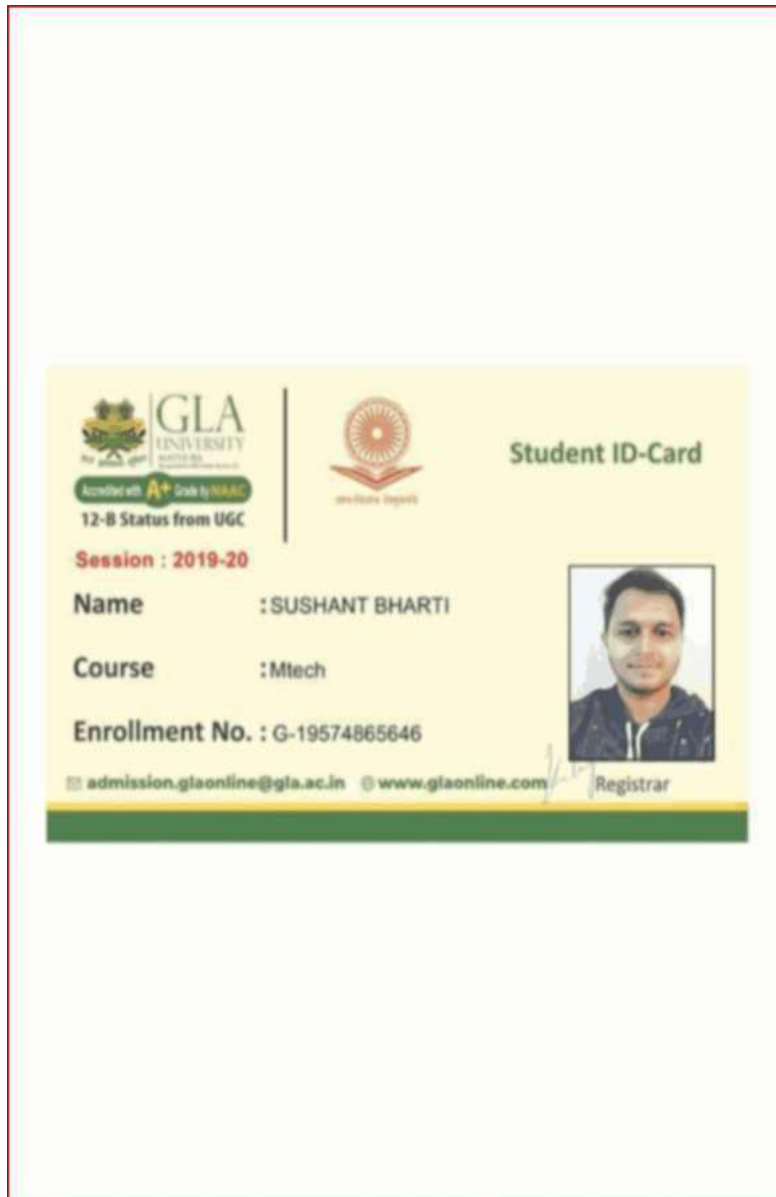 GLA
UNIVERSITY
MATHURA
Accredited with A+ Grade by NAAC
12-B Status from UGC
Student ID-Card
Session : 2019-20
Name : SUSHANT BHARTI
Course : Mtech
Enrollment No. : G-19574865646
admission.glaonline@gla.ac.in www.glaonline.com
Registrar